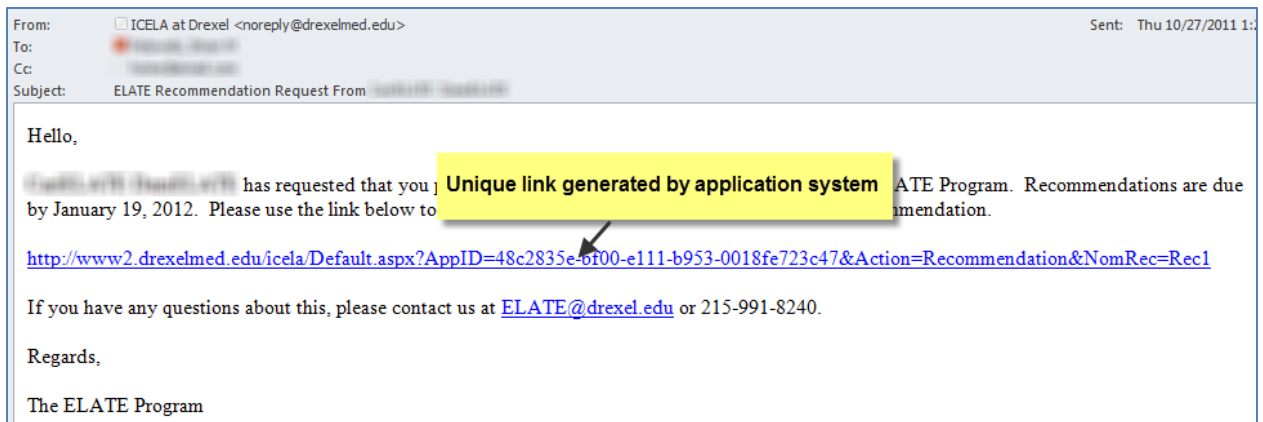 From: ICELA at Drexel <noreply@drexelmed.edu> Sent: Thu 10/27/2011 1:
To:
Cc:
Subject: ELATE Recommendation Request From
Hello,
has requested that you
Unique link generated by application system
ATE Program. Recommendations are due
by January 19, 2012. Please use the link below to
http://www2.drexelmed.edu/icela/Default.aspx?AppID=48c2835e-bf00-e111-b953-0018fe723c47&Action=Recommendation&NomRec=Rec1
If you have any questions about this, please contact us at ELATE@drexel.edu or 215-991-8240.
Regards,
The ELATE Program